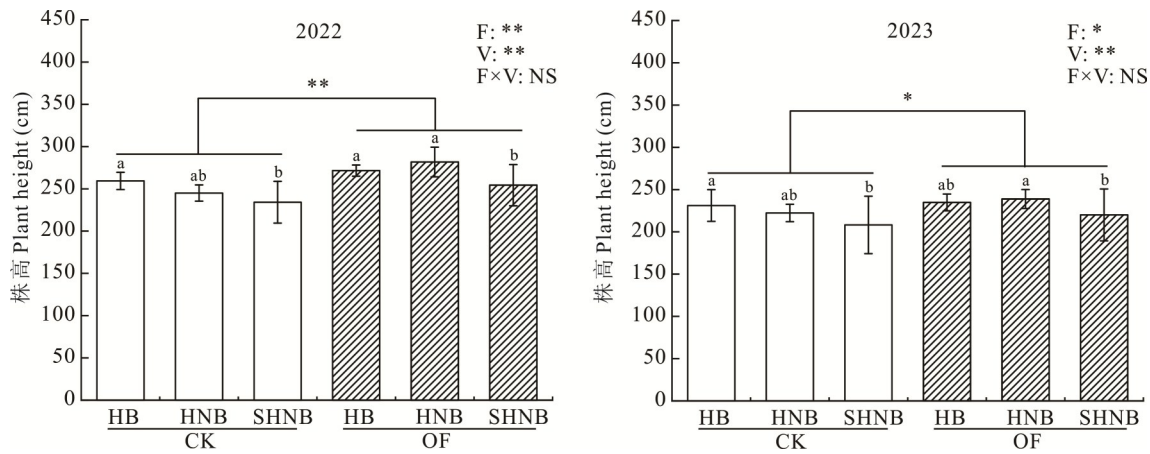 450
400
350
300
250
200
150
100
50
0
株高 Plant height (cm)
2022
F: **
V: **
F×V: NS
**
a
ab
b
a
a
b
HB HNB SHNB HB HNB SHNB
CK OF
450
400
350
300
250
200
150
100
50
0
株高 Plant height (cm)
2023
F: *
V: **
F×V: NS
*
a
ab
b
ab
a
b
HB HNB SHNB HB HNB SHNB
CK OF